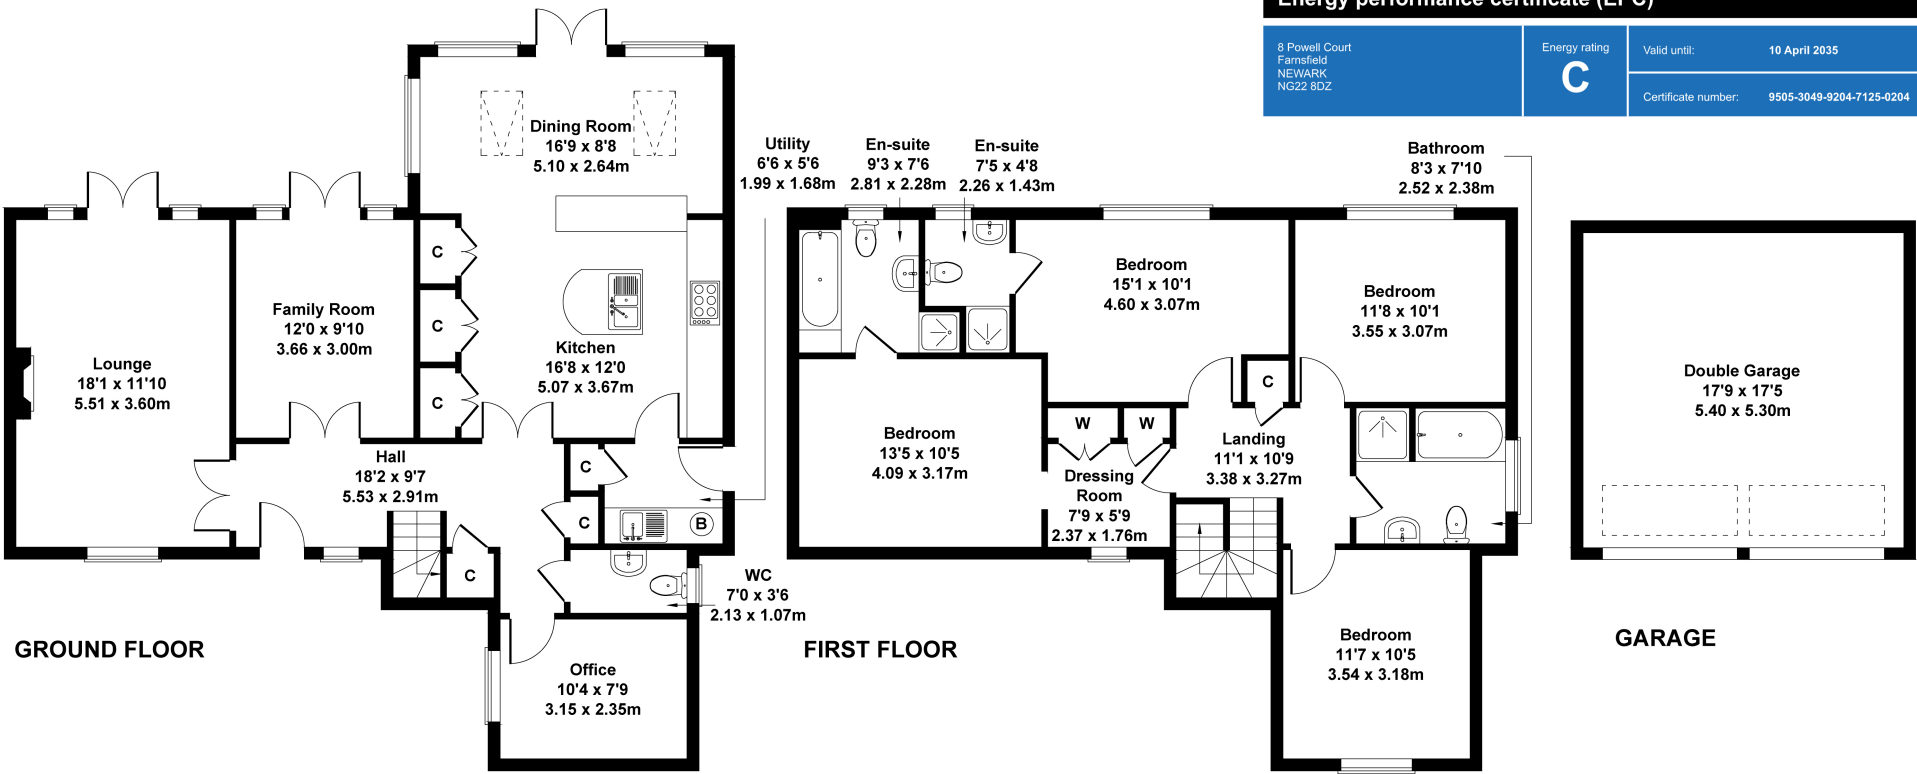 Energy performance certificate (EPC)
8 Powell Court
Farnsfield
NEWARK
NG22 8DZ
Energy rating
C
Valid until:
10 April 2035
Certificate number:
9505-3049-9204-7125-0204
Dining Room
16'9 x 8'8
5.10 x 2.64m
Utility
6'6 x 5'6
1.99 x 1.68m
En-suite
9'3 x 7'6
2.81 x 2.28m
En-suite
7'5 x 4'8
2.26 x 1.43m
Bathroom
8'3 x 7'10
2.52 x 2.38m
C
C
C
Family Room
12'0 x 9'10
3.66 x 3.00m
Lounge
18'1 x 11'10
5.51 x 3.60m
Kitchen
16'8 x 12'0
5.07 x 3.67m
Hall
18'2 x 9'7
5.53 x 2.91m
C
C
B
C
WC
7'0 x 3'6
2.13 x 1.07m
Office
10'4 x 7'9
3.15 x 2.35m
GROUND FLOOR
Bedroom
15'1 x 10'1
4.60 x 3.07m
Bedroom
11'8 x 10'1
3.55 x 3.07m
C
Bedroom
13'5 x 10'5
4.09 x 3.17m
W
W
Landing
11'1 x 10'9
3.38 x 3.27m
Dressing
Room
7'9 x 5'9
2.37 x 1.76m
Bedroom
11'7 x 10'5
3.54 x 3.18m
FIRST FLOOR
Double Garage
17'9 x 17'5
5.40 x 5.30m
GARAGE